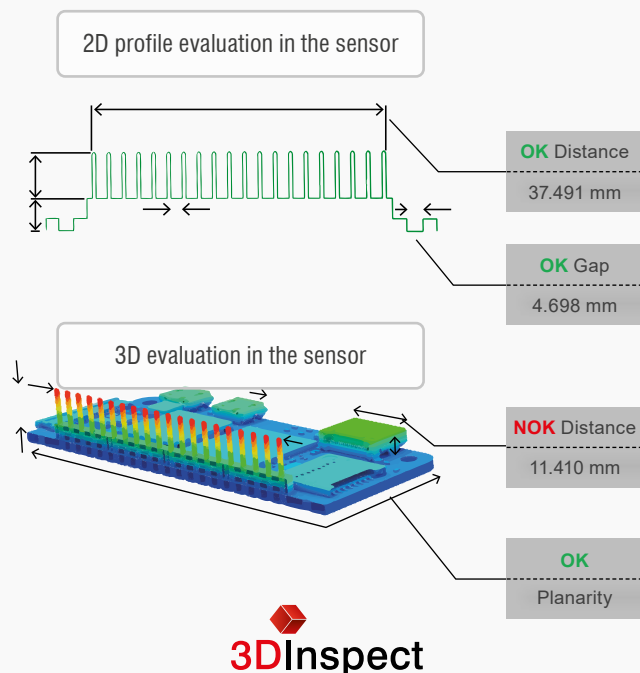 2D profile evaluation in the sensor
OK Distance
37.491 mm
OK Gap
4.698 mm
3D evaluation in the sensor
NOK Distance
11.410 mm
OK
Planarity
3DInspect